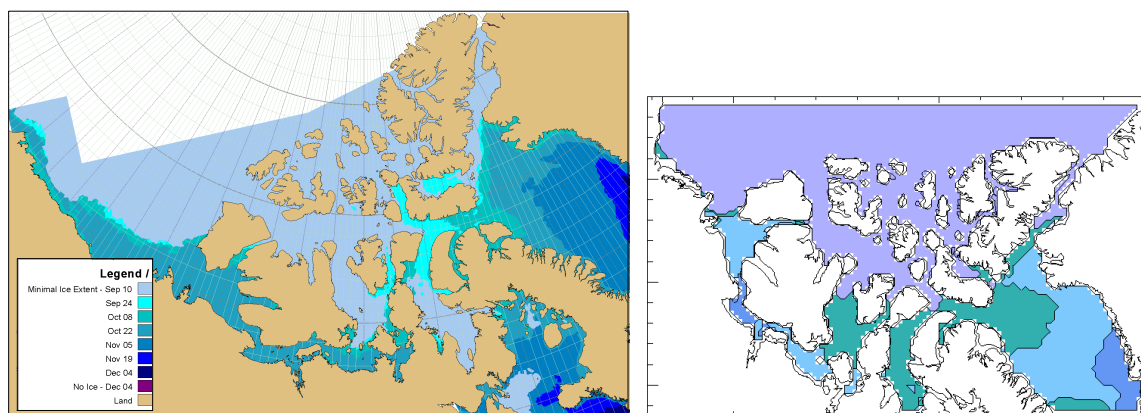 Legend /
Minimal Ice Extent - Sep 10
Sep 24
Oct 08
Oct 22
Nov 05
Nov 19
Dec 04
No Ice - Dec 04
Land